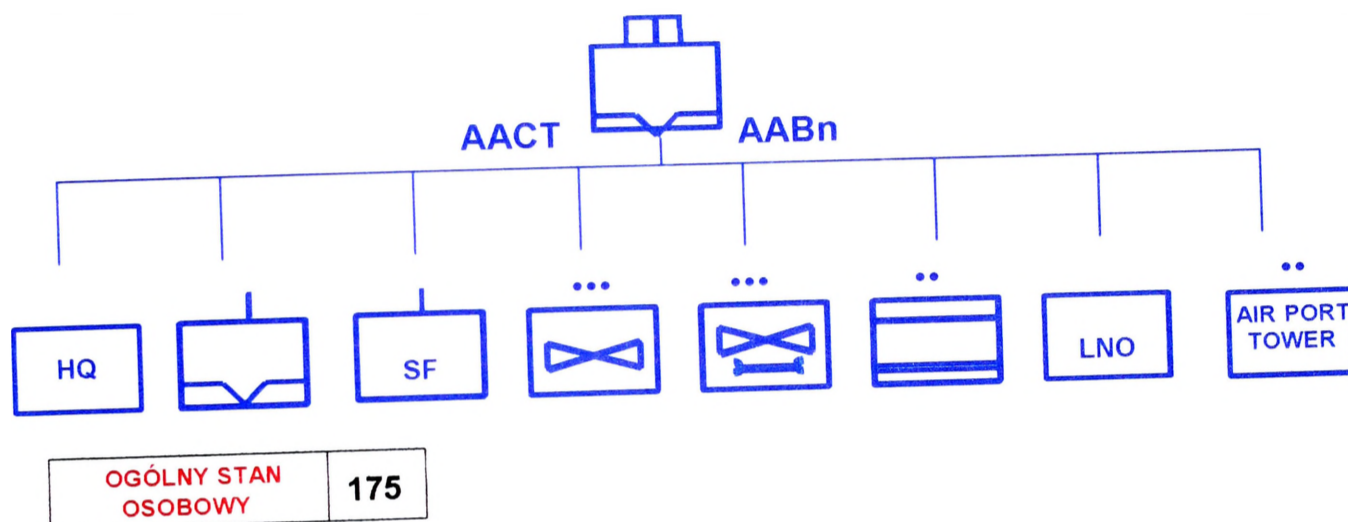 AACT AABn
HQ
SF
LNO
AIR PORT
TOWER
OGÓLNY STAN
OSOBOWY
175